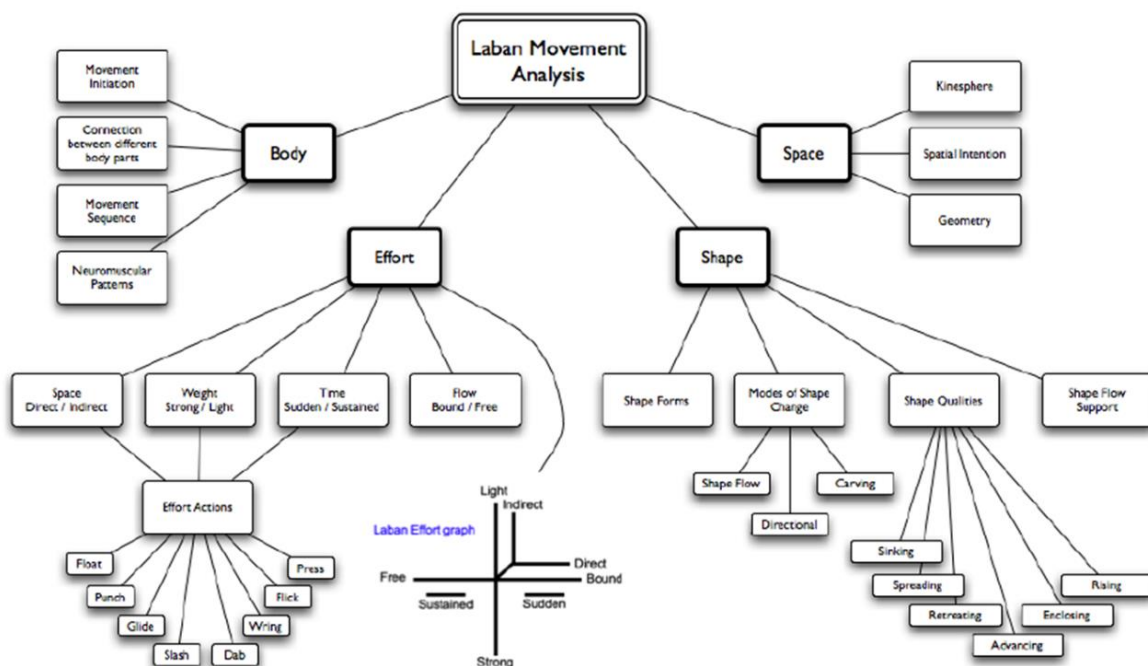 Laban Movement
Analysis
Movement
Initiation
Connection
between different
body parts
Movement
Sequence
Neuromuscular
Patterns
Body
Space
Kinesphere
Spatial Intention
Geometry
Effort
Shape
Space
Direct / Indirect
Weight
Strong / Light
Time
Sudden / Sustained
Flow
Bound / Free
Shape Forms
Modes of Shape
Change
Shape Qualities
Shape Flow
Support
Effort Actions
Float
Punch
Glide
Slash
Dab
Wring
Flick
Press
Laban Effort graph
Light
Indirect
Direct
Free
Bound
Sustained
Sudden
Strong
Shape Flow
Directional
Carving
Sinking
Spreading
Retreating
Advancing
Enclosing
Rising